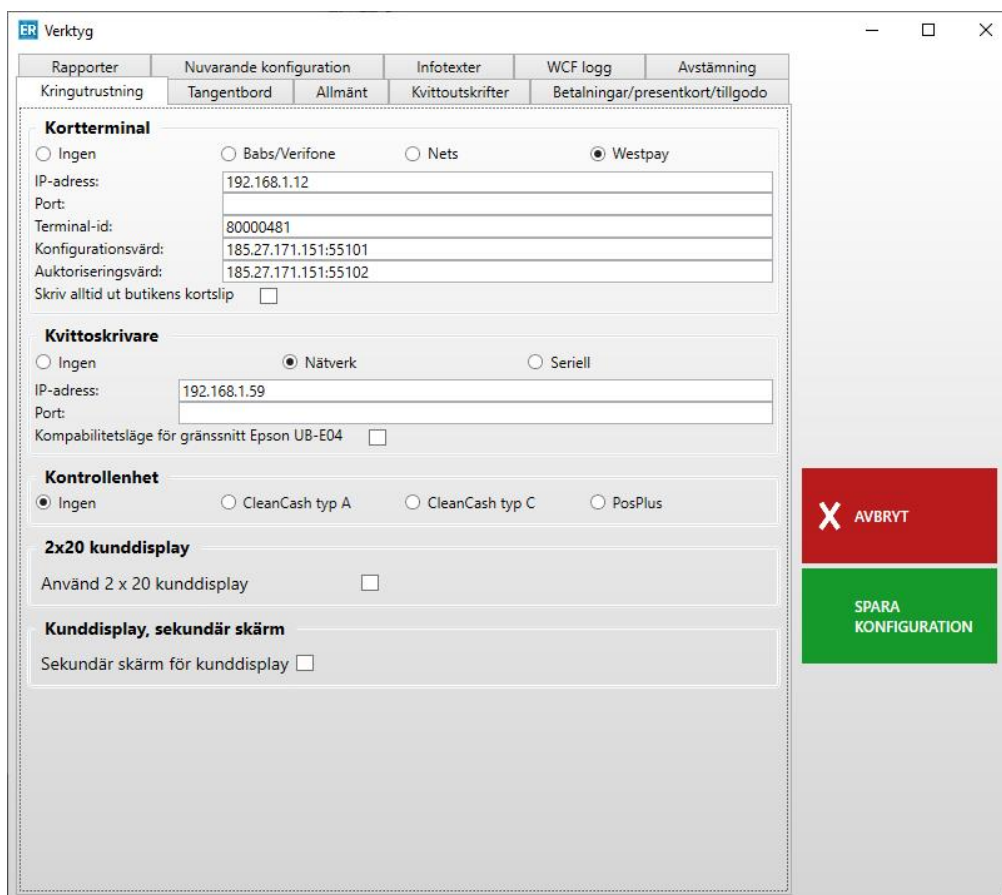 ER Verktyg
Rapporter Nuvarande konfiguration Infotexter WCF logg Avstämning
Kringutrustning Tangentbord Allmänt Kvittoutskrifter Betalningar/presentkort/tillgodo
Kortterminal
Ingen Babs/Verifone Nets Westpay
IP-adress: 192.168.1.12
Port:
Terminal-id: 80000481
Konfigurationsvärd: 185.27.171.151:55101
Auktoriseringsvärd: 185.27.171.151:55102
Skriv alltid ut butikens kortslip
Kvittoskrivare
Ingen Nätverk Seriell
IP-adress: 192.168.1.59
Port:
Kompabilitetsläge för gränssnitt Epson UB-E04
Kontrollenhet
Ingen CleanCash typ A CleanCash typ C PosPlus
X AVBRYT
2x20 kunddisplay
Använd 2 x 20 kunddisplay
SPARA
KONFIGURATION
Kunddisplay, sekundär skärm
Sekundär skärm för kunddisplay